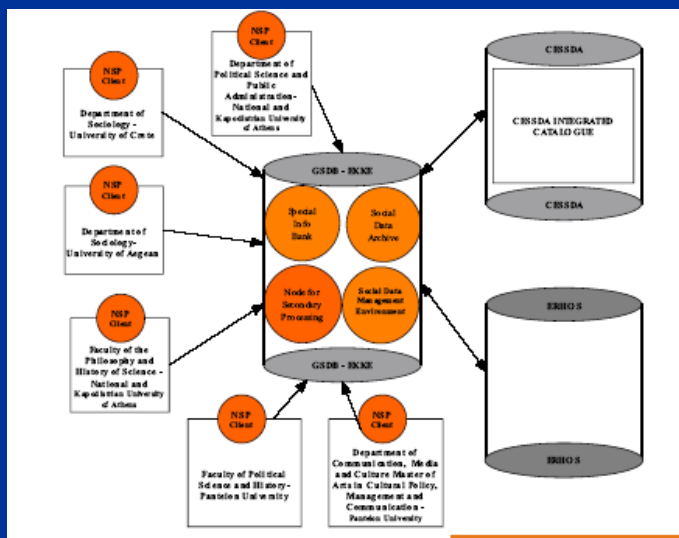 NSP
Client
Department of
Political Science and
Public
Administration-
National and
Kapodistrian University
of Athens
NSP
Client
Department of
Sociology -
University of Crete
NSP
Client
Department of
Sociology-
University of Aegean
NSP
Client
Faculty of the
Philosophy and
History of Science -
National and
Kapodistrian University
of Athens
NSP
Client
Faculty of Political
Science and History-
Panteion University
NSP
Client
Department of
Communication, Media
and Culture Master of
Arts in Cultural Policy,
Management and
Communication -
Panteion University
GSDB - EKKE
Special
Info
Bank
Social
Data
Archive
Node for
Secondary
Processing
Social Data
Management
Environment
GSDB - EKKE
CESSDA
CESSDA INTEGRATED
CATALOGUE
CESSDA
ERHOS
ERHOS